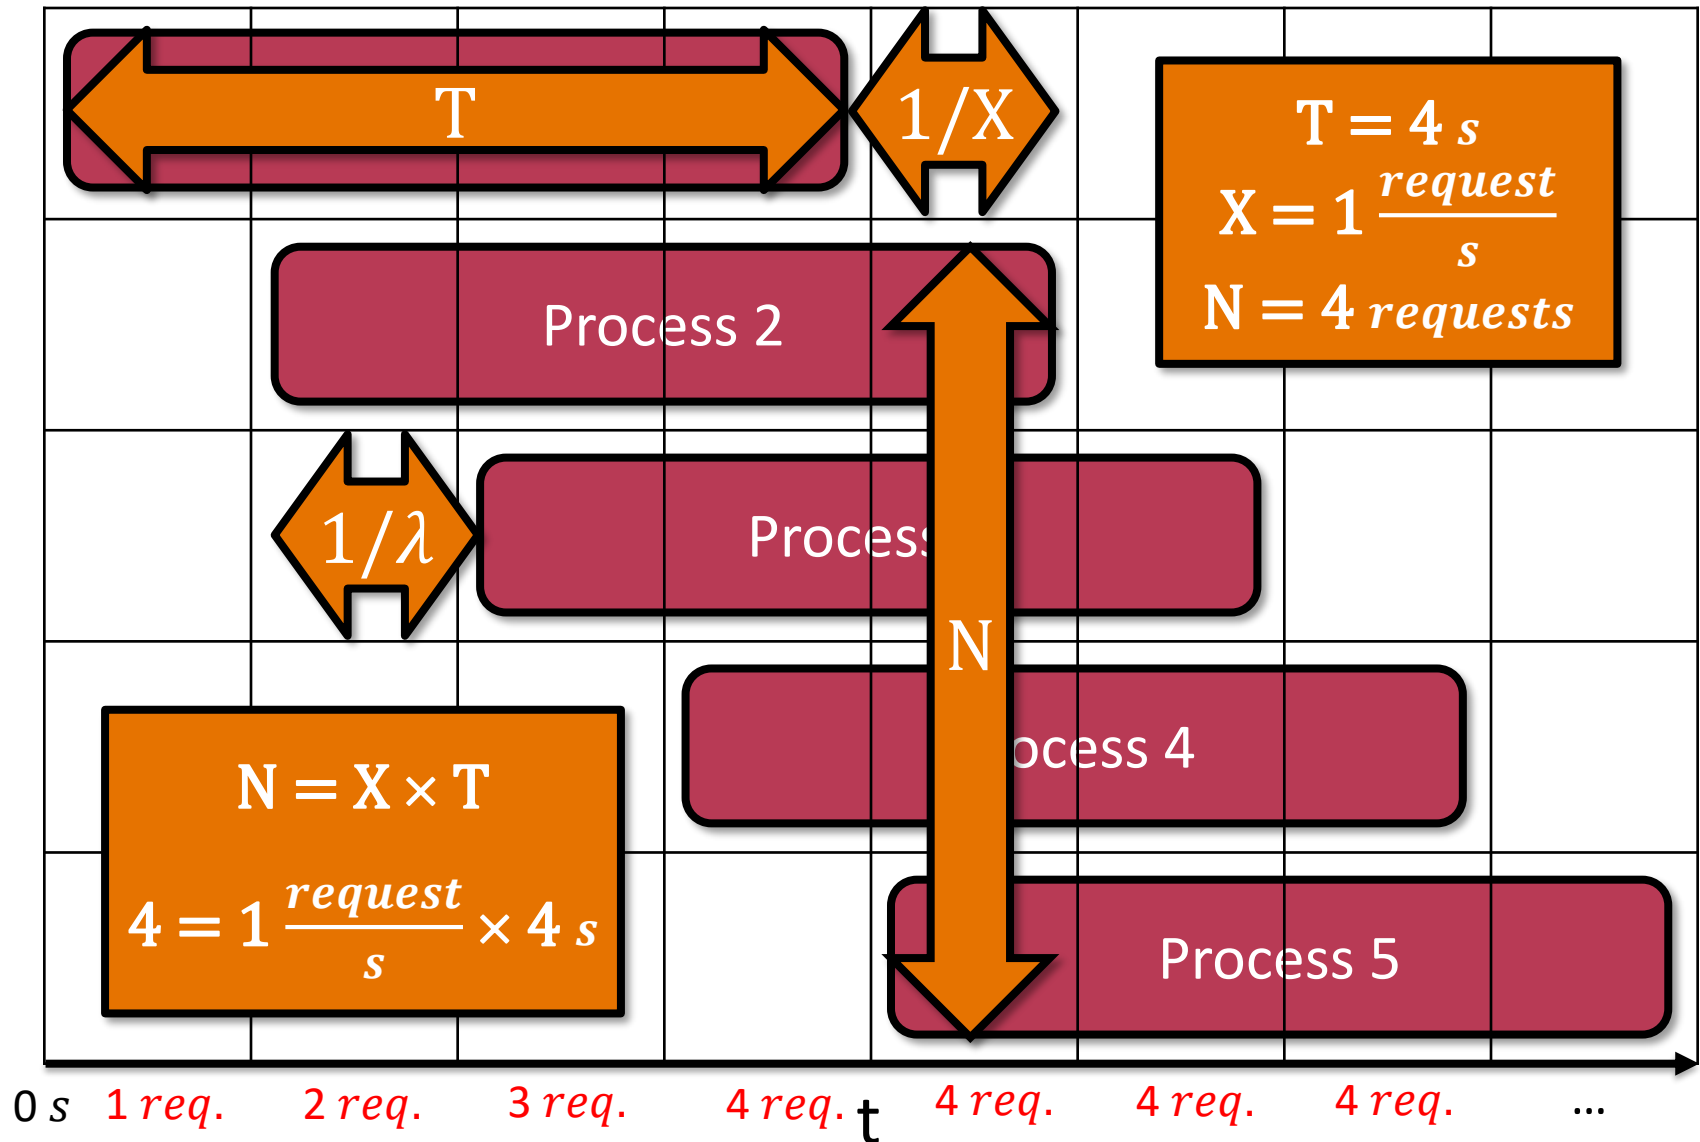 T
1/X
T = 4 s
X = 1 request/s
N = 4 requests
Process 2
1/λ
Process
N
ocess 4
N = X × T
4 = 1 request/s × 4 s
Process 5
0 s 1 req. 2 req. 3 req. 4 req. t 4 req. 4 req. 4 req. ...